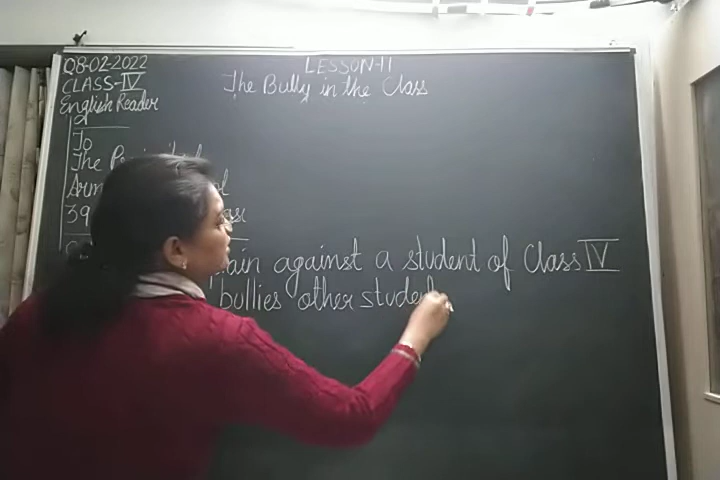 08-02-2022
LESSON-11
CLASS-IV
The Bully in the Class
English Reader
To
The
39
against a student of Class IV
bullies other student